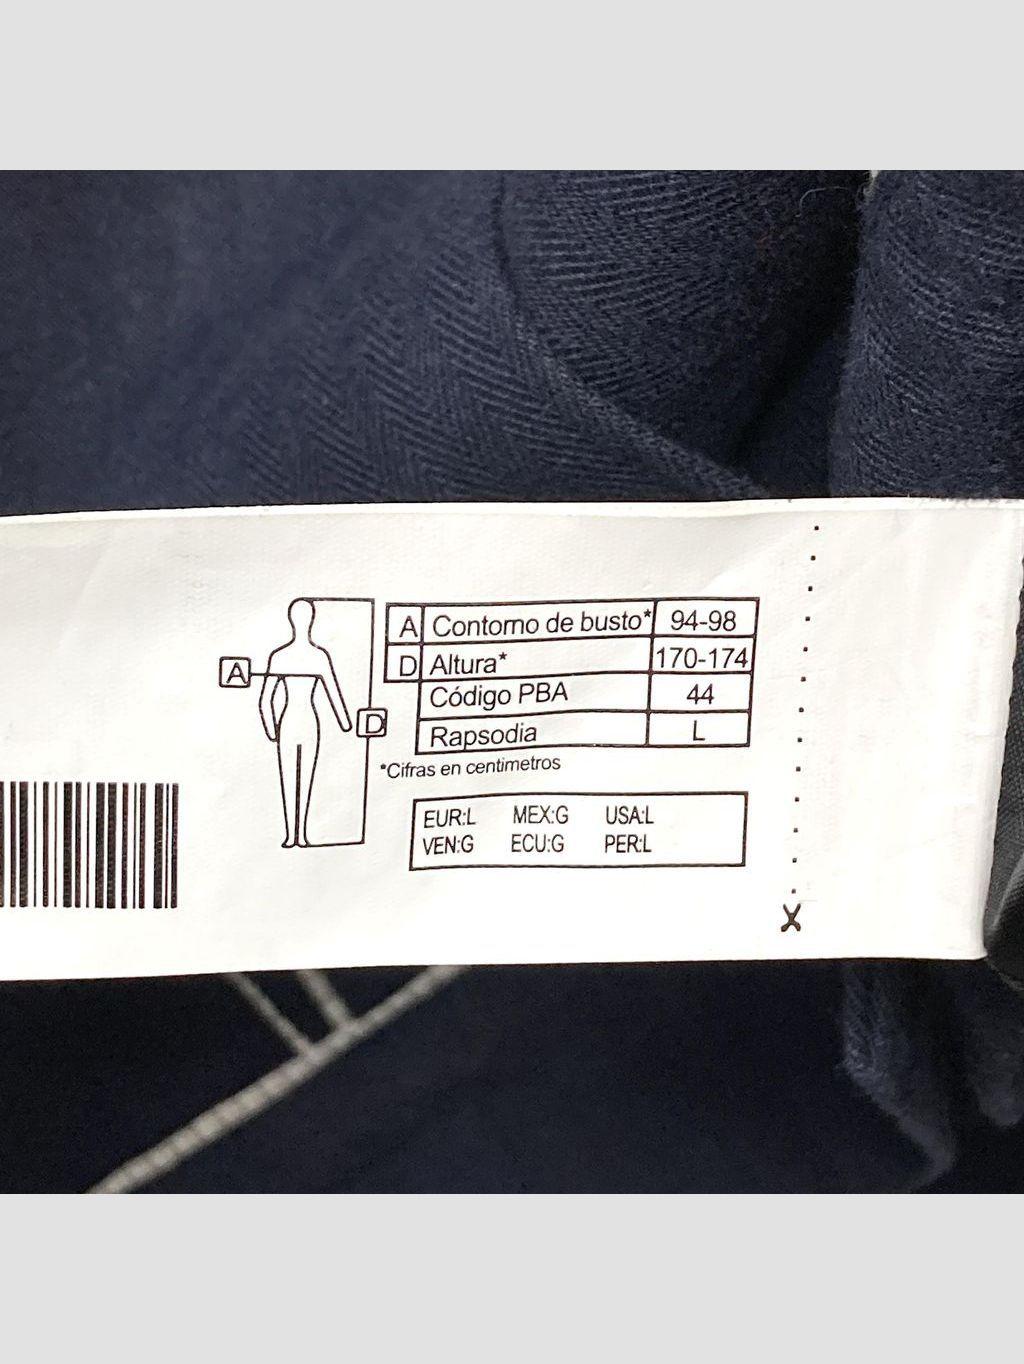 A
D
A Contorno de busto* 94-98
D Altura* 170-174
Código PBA 44
Rapsodia L
*Cifras en centimetros
EUR:L MEX:G USA:L
VEN:G ECU:G PER:L
X